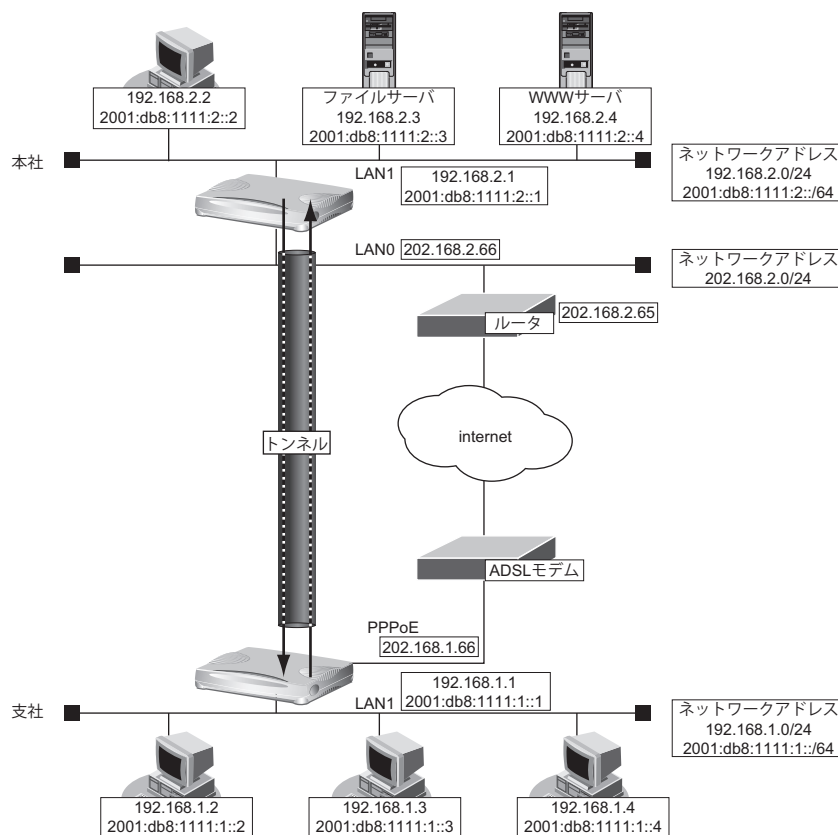 192.168.2.2
2001:db8:1111:2::2
ファイルサーバ
192.168.2.3
2001:db8:1111:2::3
WWWサーバ
192.168.2.4
2001:db8:1111:2::4
本社
LAN1
192.168.2.1
2001:db8:1111:2::1
ネットワークアドレス
192.168.2.0/24
2001:db8:1111:2::/64
LAN0
202.168.2.66
ネットワークアドレス
202.168.2.0/24
ルータ
202.168.2.65
トンネル
internet
ADSLモデム
PPPoE
202.168.1.66
支社
LAN1
192.168.1.1
2001:db8:1111:1::1
ネットワークアドレス
192.168.1.0/24
2001:db8:1111:1::/64
192.168.1.2
2001:db8:1111:1::2
192.168.1.3
2001:db8:1111:1::3
192.168.1.4
2001:db8:1111:1::4